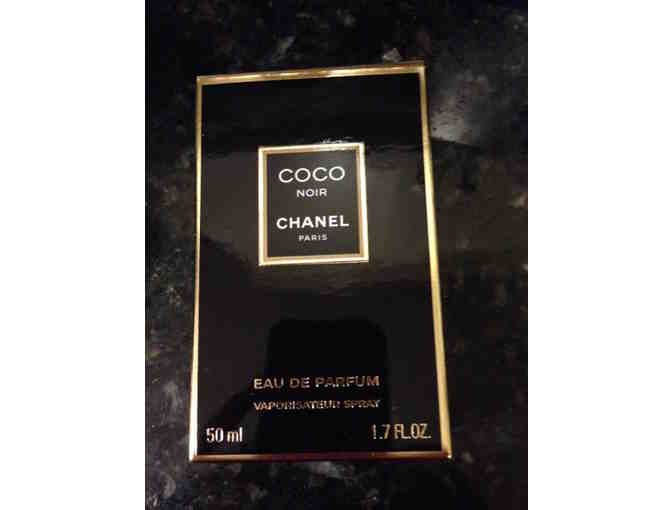 COCO
NOIR
CHANEL
PARIS
EAU DE PARFUM
VAPORISATEUR SPRAY
50 ml 1.7 FL.OZ.